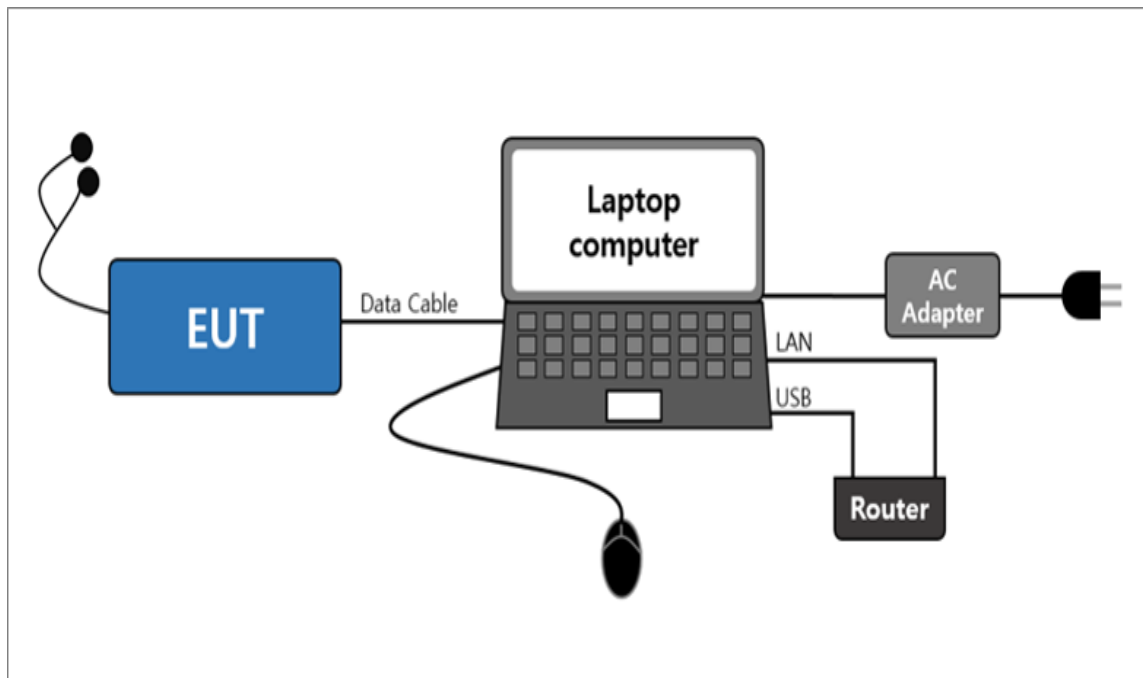 Laptop
computer
EUT
Data Cable
AC
Adapter
LAN
USB
Router